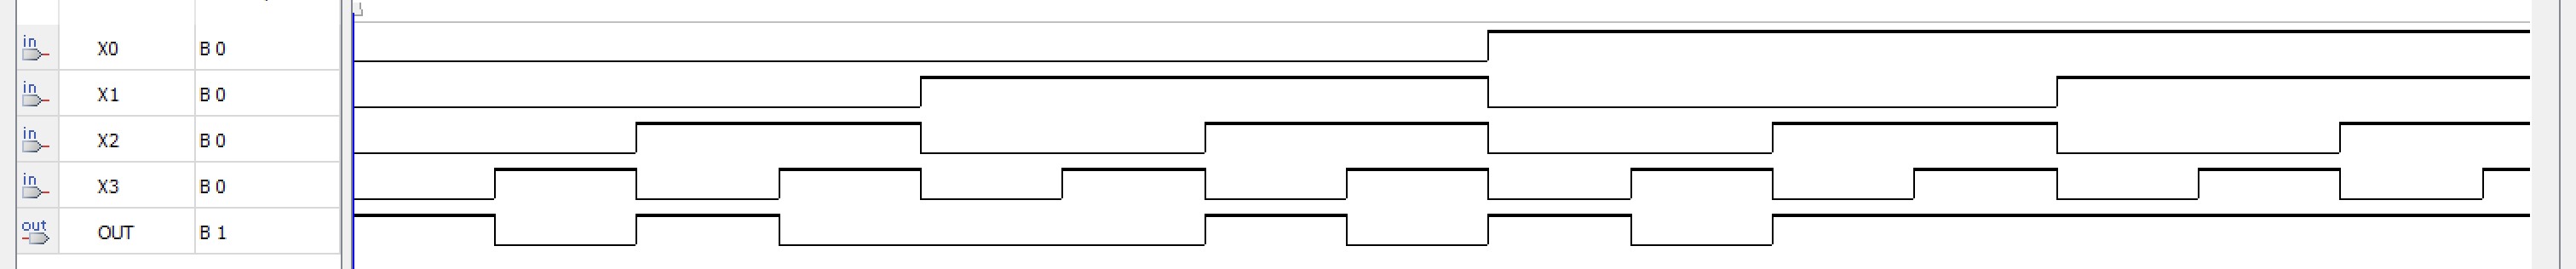 in X0 B 0
in X1 B 0
in X2 B 0
in X3 B 0
out OUT B 1